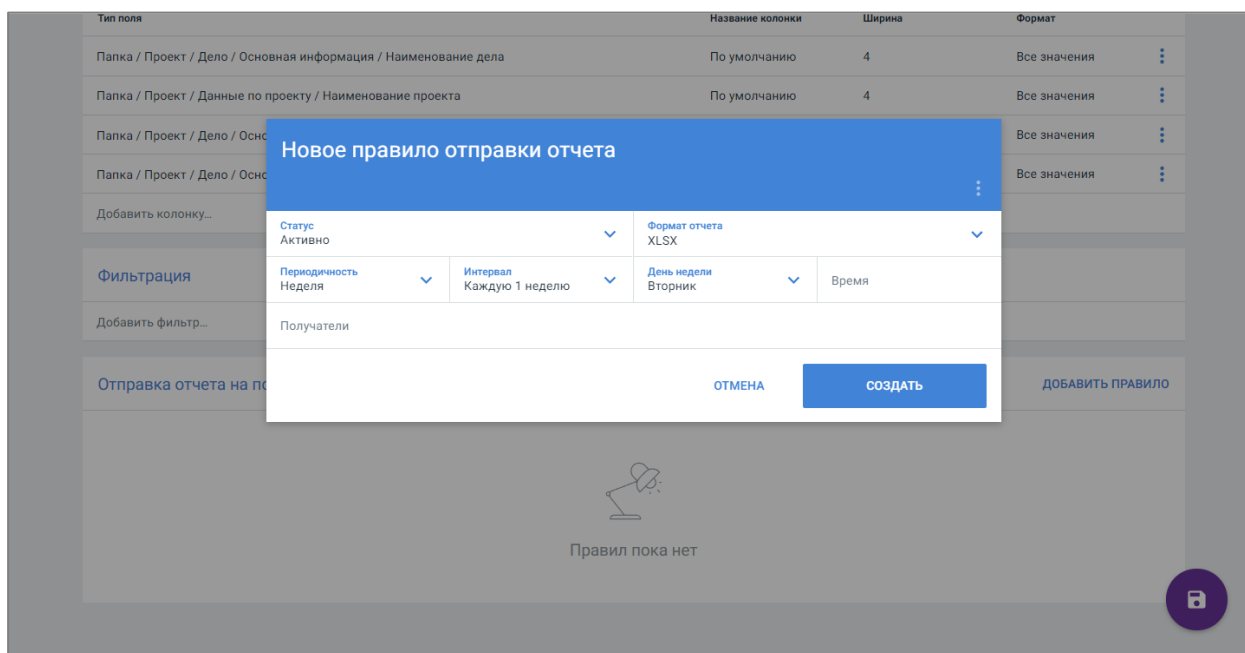 Тип поля Название колонки Ширина Формат
Папка / Проект / Дело / Основная информация / Наименование дела По умолчанию 4 Все значения
Папка / Проект / Данные по проекту / Наименование проекта По умолчанию 4 Все значения
Папка / Проект / Дело / Осно Все значения
Папка / Проект / Дело / Осно Все значения
Добавить колонку...
Новое правило отправки отчета
Статус Формат отчета
Активно XLSX
Периодичность Интервал День недели
Неделя Каждую 1 неделю Вторник Время
Получатели
ОТМЕНА СОЗДАТЬ
Фильтрация
Добавить фильтр...
Отправка отчета на по ДОБАВИТЬ ПРАВИЛО
Правил пока нет